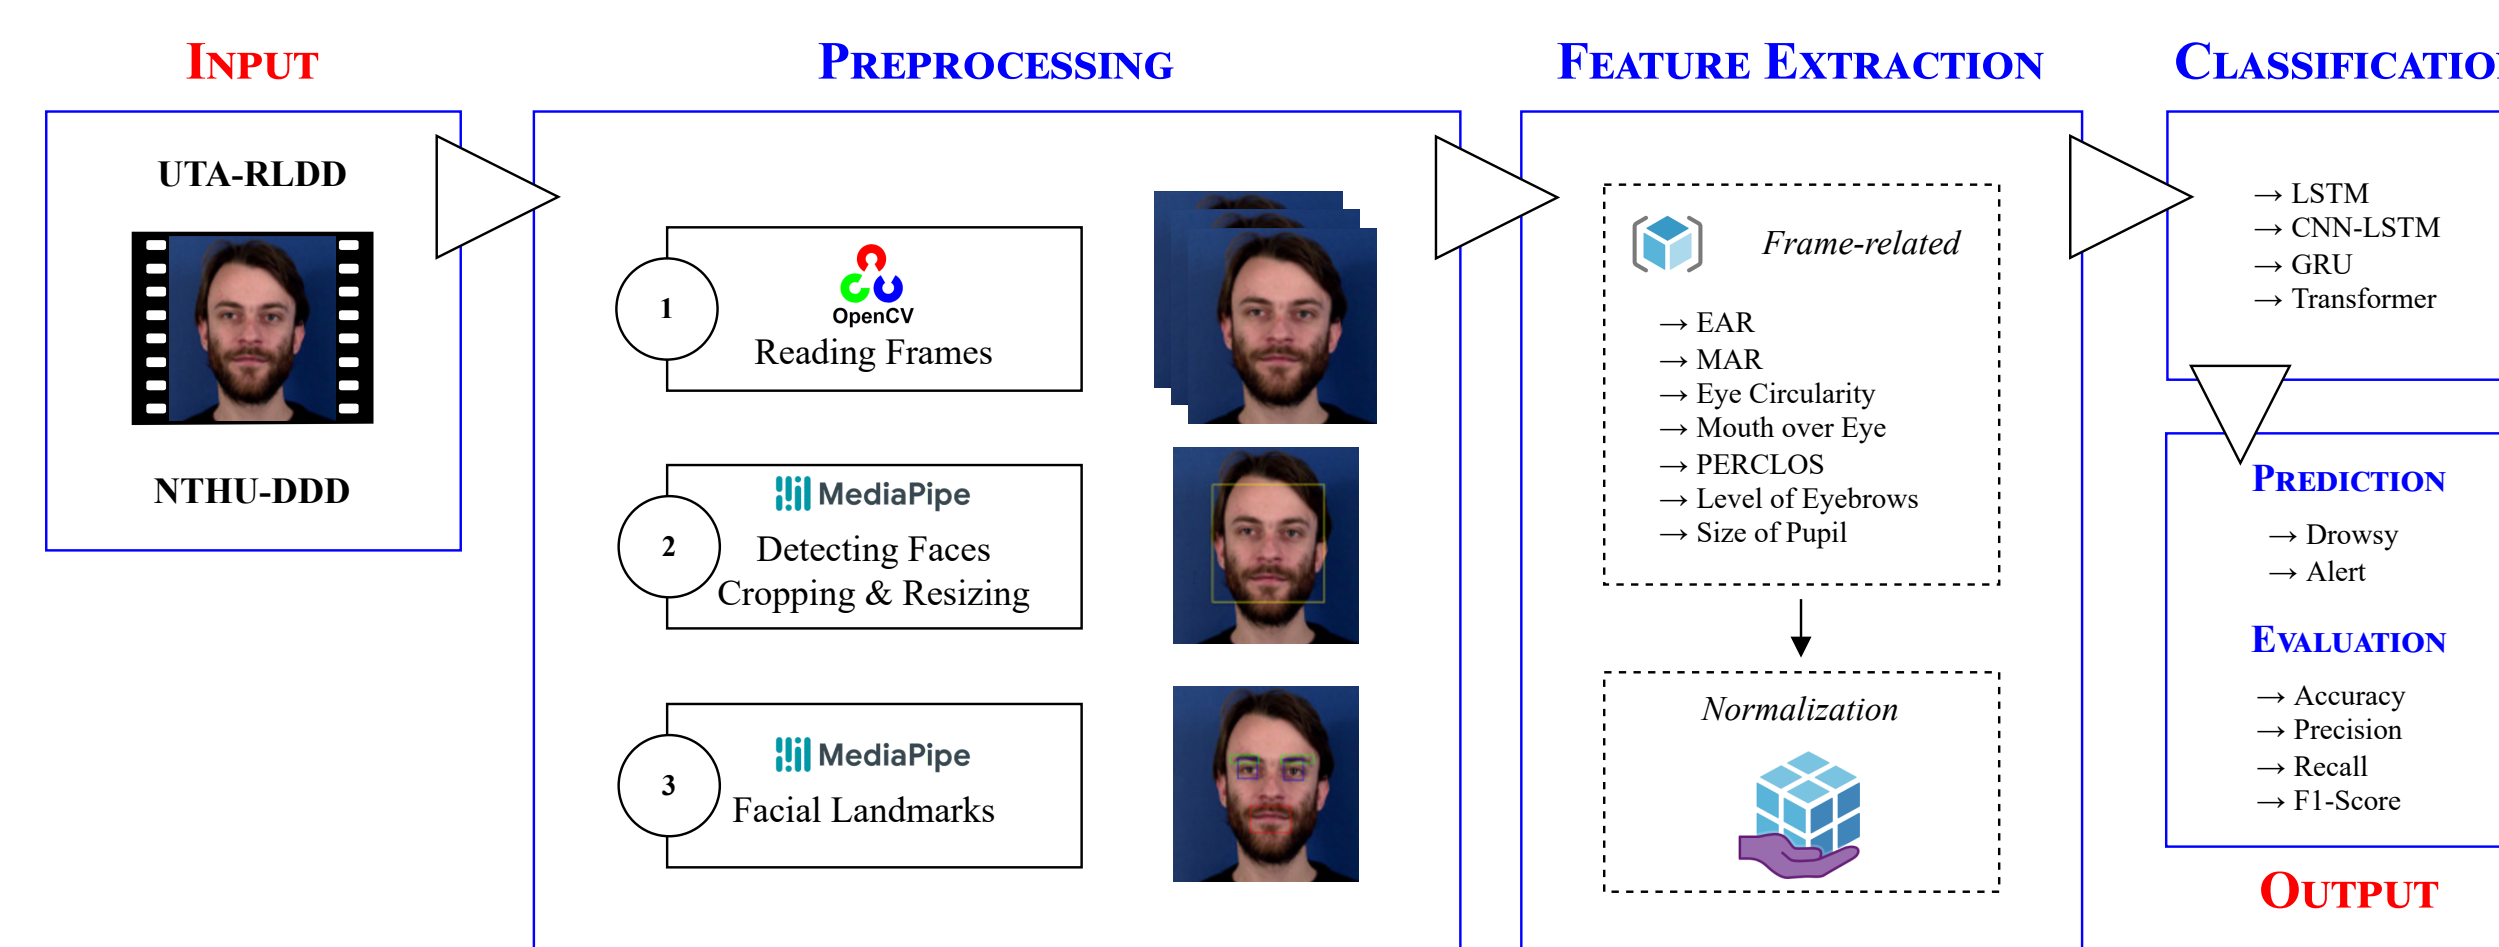 INPUT
UTA-RLDD
NTHU-DDD
PREPROCESSING
1
OpenCV
Reading Frames
2
MediaPipe
Detecting Faces
Cropping & Resizing
3
MediaPipe
Facial Landmarks
FEATURE EXTRACTION
Frame-related
→ EAR
→ MAR
→ Eye Circularity
→ Mouth over Eye
→ PERCLOS
→ Level of Eyebrows
→ Size of Pupil
Normalization
CLASSIFICATIO
→ LSTM
→ CNN-LSTM
→ GRU
→ Transformer
PREDICTION
→ Drowsy
→ Alert
EVALUATION
→ Accuracy
→ Precision
→ Recall
→ F1-Score
OUTPUT